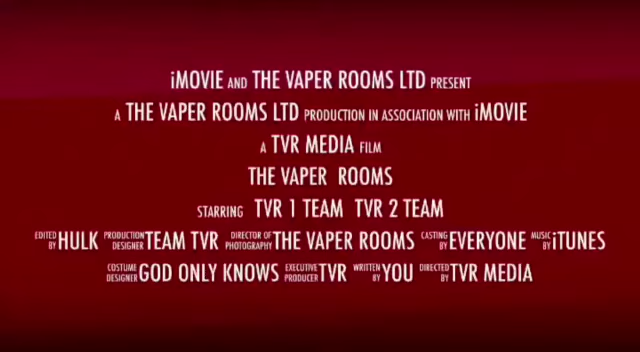 iMOVIE AND THE VAPER ROOMS LTD PRESENT
A THE VAPER ROOMS LTD PRODUCTION IN ASSOCIATION WITH iMOVIE
A TVR MEDIA FILM
THE VAPER ROOMS
STARRING TVR 1 TEAM TVR 2 TEAM
EDITED BY HULK PRODUCTION DESIGNER TEAM TVR DIRECTOR OF PHOTOGRAPHY THE VAPER ROOMS CASTING BY EVERYONE MUSIC BY iTUNES
COSTUME DESIGNER GOD ONLY KNOWS EXECUTIVE PRODUCER TVR WRITTEN BY YOU DIRECTED BY TVR MEDIA